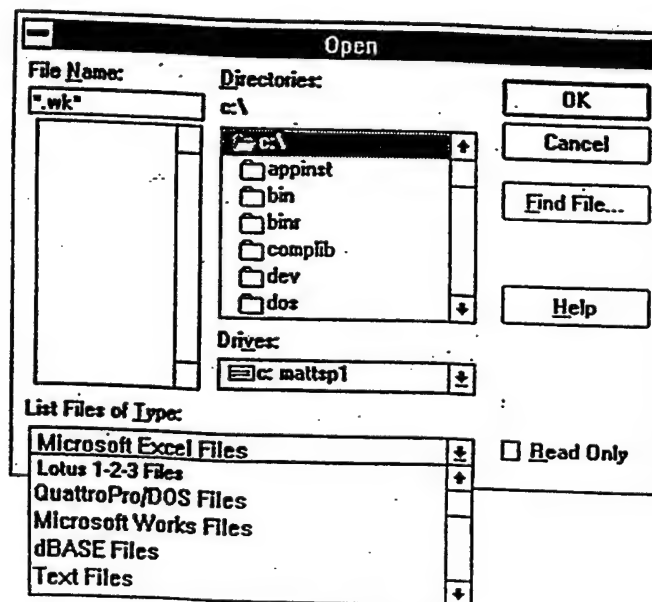 Open
File Name:
*.wk*
Directories:
c:\
c:\
appinst
bin
binr
complib
dev
dos
Drives:
c: mattsp1
List Files of Type:
Microsoft Excel Files
Lotus 1-2-3 Files
QuattroPro/DOS Files
Microsoft Works Files
dBASE Files
Text Files
OK
Cancel
Find File...
Help
Read Only